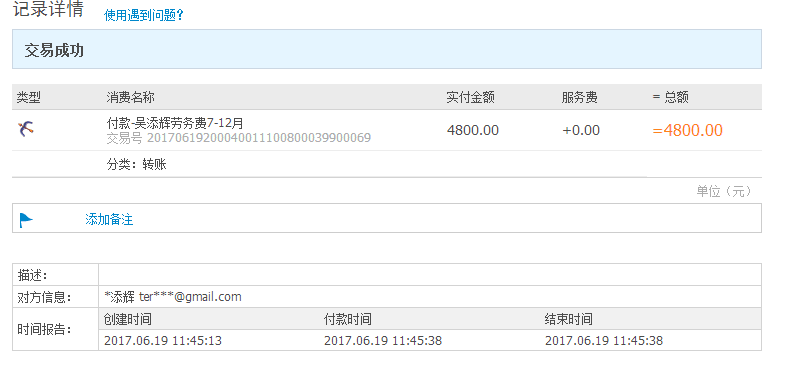 记录详情 使用遇到问题?
交易成功
类型 消费名称 实付金额 服务费 = 总额
付款-吴添辉劳务费7-12月 4800.00 +0.00 =4800.00
交易号 20170619200040011100800039900069
分类：转账
单位（元）
添加备注
描述：
对方信息： *添辉 ter***@gmail.com
时间报告： 创建时间 付款时间 结束时间
2017.06.19 11:45:13 2017.06.19 11:45:38 2017.06.19 11:45:38